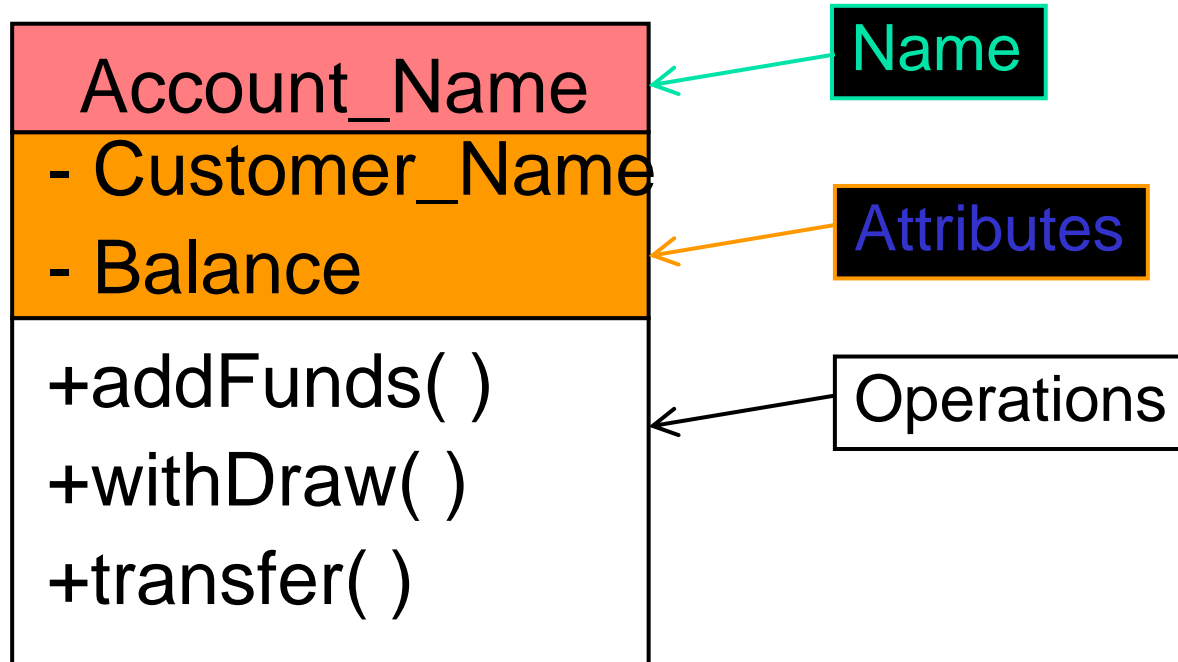 Account_Name
- Customer_Name
- Balance
+addFunds( )
+withDraw( )
+transfer( )
Name
Attributes
Operations